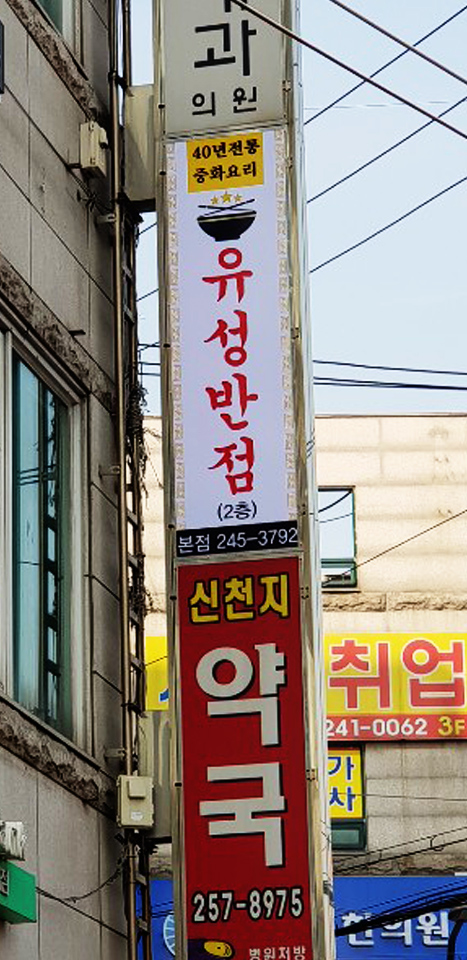 과
의원
40년전통
중화요리
유성반점
(2층)
본점 245-3792
신천지
약국
257-8975
병원처방
취업
241-0062 3F
가
사
한의원